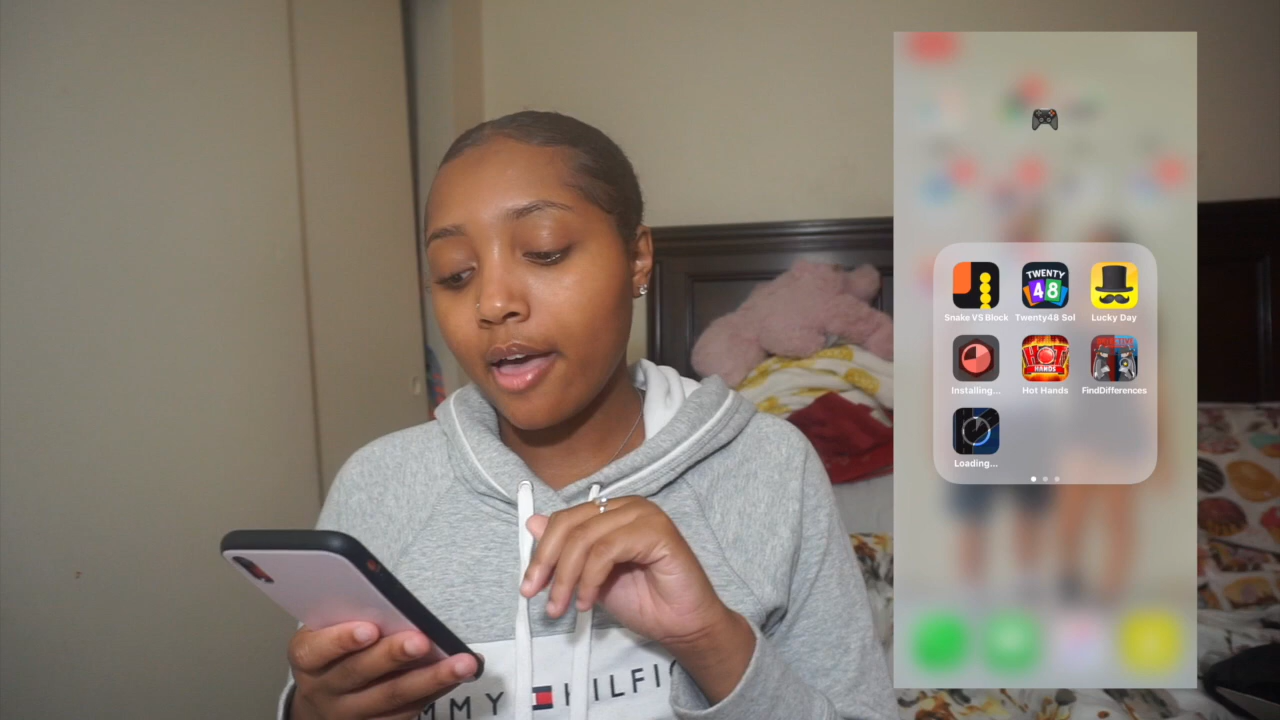 TWENTY
48
Snake VS Block Twenty48 Sol Lucky Day
HOT
HANDS
Installing... Hot Hands FindDifferences
Loading...
MMY HILFIG